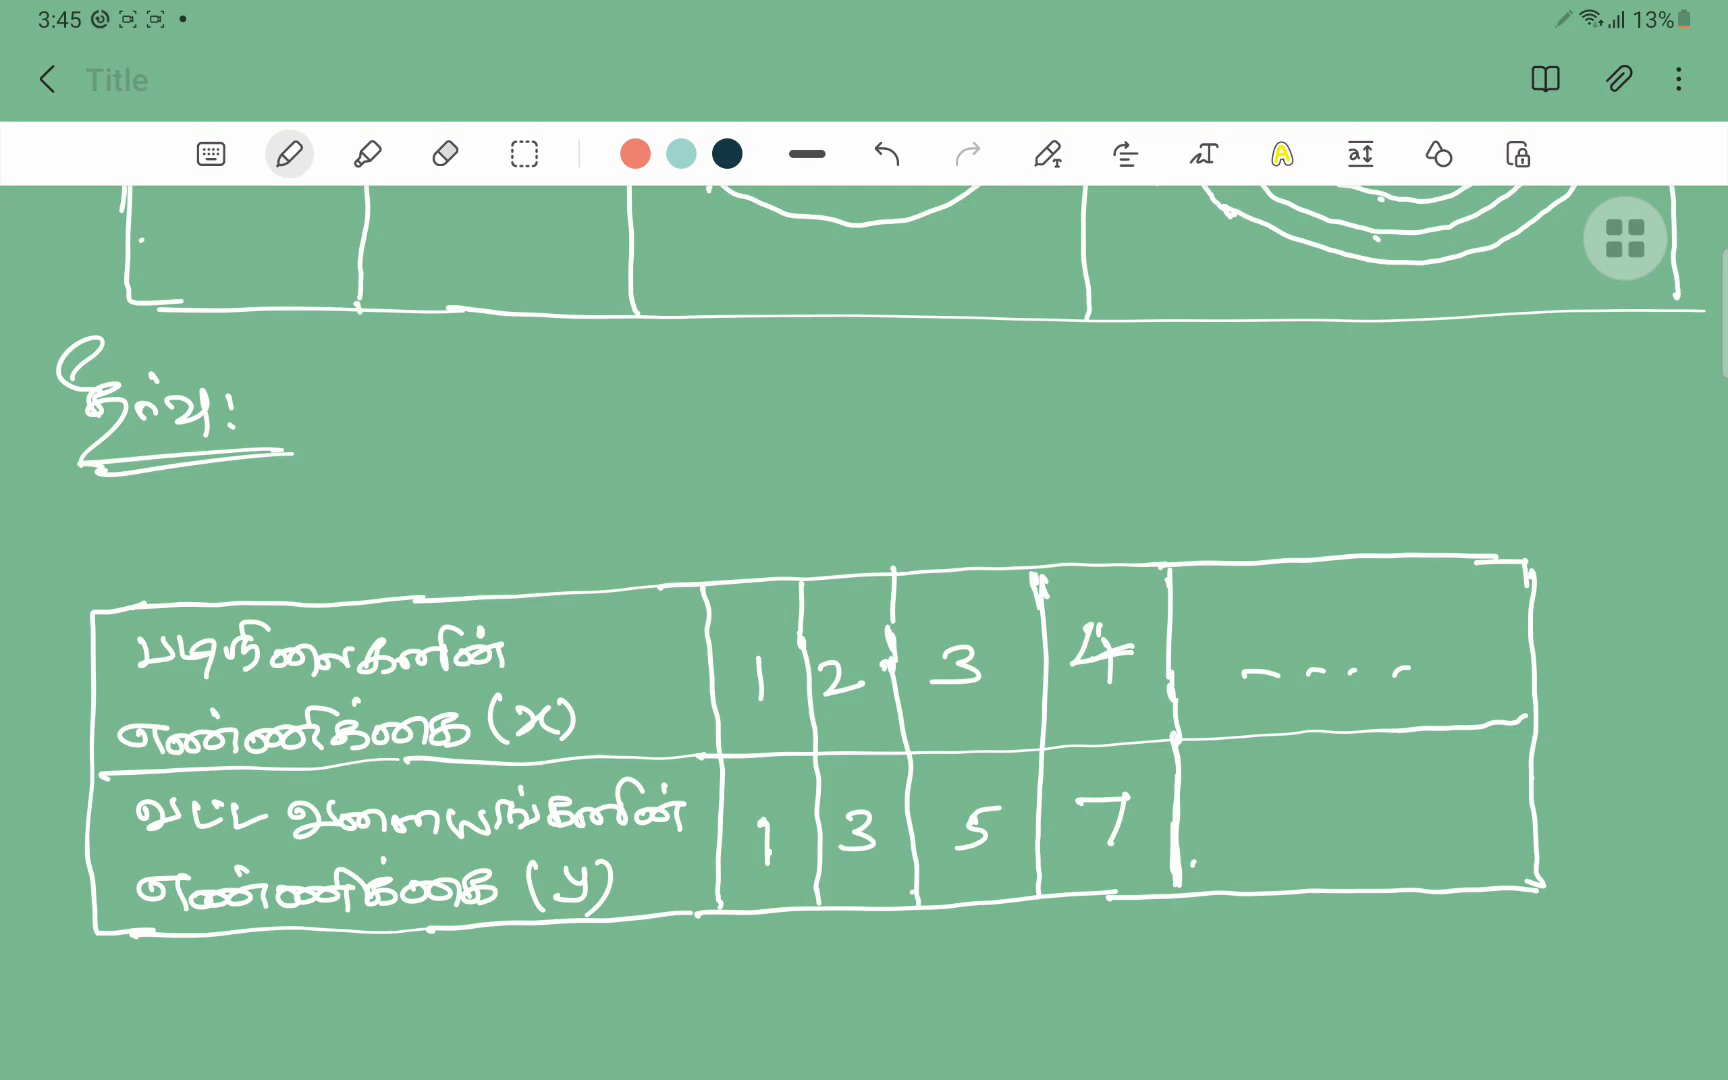 3:45
13%
Title
தீர்வு:
படிநிலைகளின்
எண்ணிக்கை (x)
1 2 3 4 - - . .
வட்ட வளையங்களின்
எண்ணிக்கை (y)
1 3 5 7